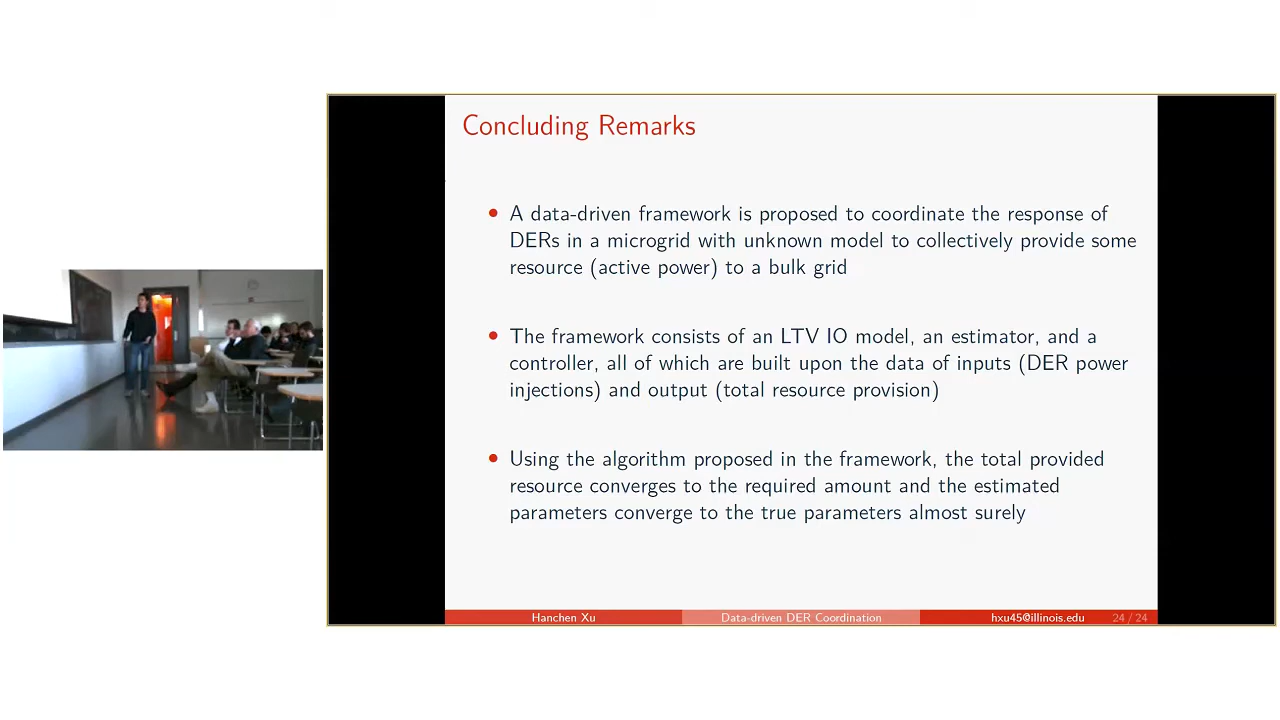 Concluding Remarks
A data-driven framework is proposed to coordinate the response of
DERs in a microgrid with unknown model to collectively provide some
resource (active power) to a bulk grid
The framework consists of an LTV IO model, an estimator, and a
controller, all of which are built upon the data of inputs (DER power
injections) and output (total resource provision)
Using the algorithm proposed in the framework, the total provided
resource converges to the required amount and the estimated
parameters converge to the true parameters almost surely
Hanchen Xu Data-driven DER Coordination hxu45@illinois.edu 24 / 24